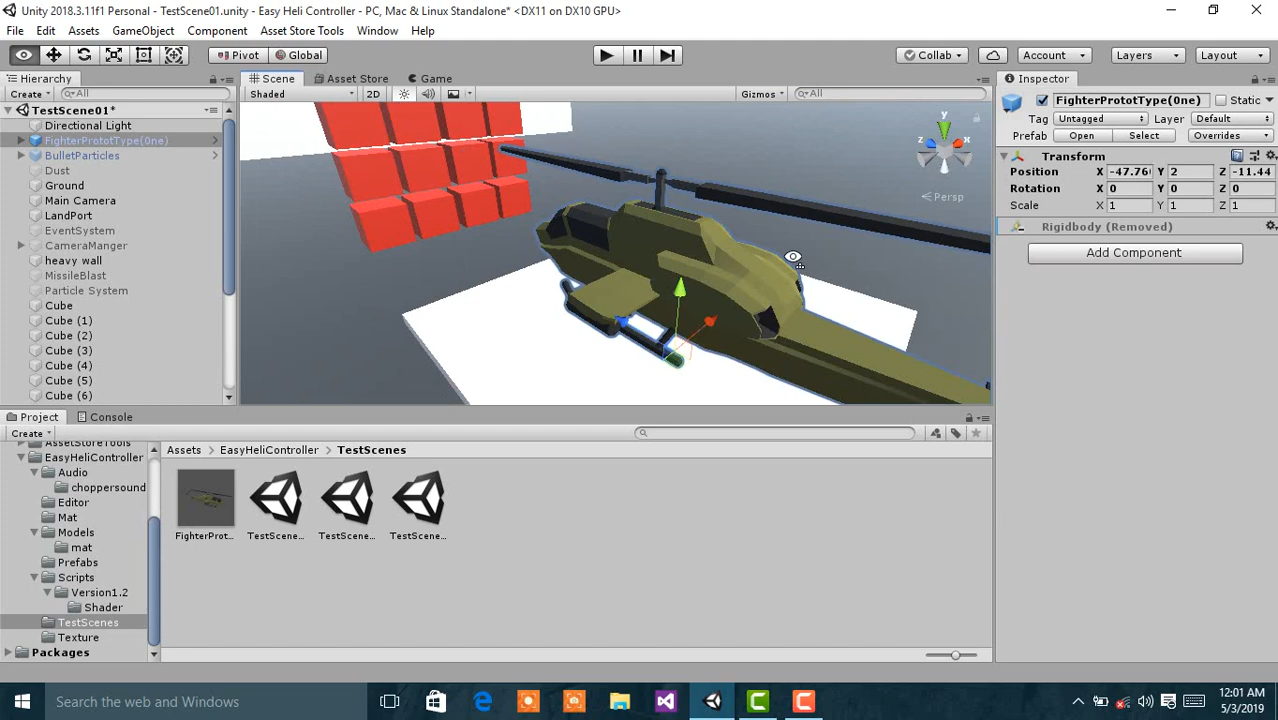 Unity 2018.3.11f1 Personal - TestScene01.unity - Easy Heli Controller - PC, Mac & Linux Standalone* <DX11 on DX10 GPU>
File Edit Assets GameObject Component Asset Store Tools Window Help
Pivot Global Collab Account Layers Layout
Hierarchy Scene Asset Store Game Inspector
Create All Shaded 2D Gizmos All
FighterPrototType(0ne) Static
TestScene01*
Directional Light
FighterPrototType(0ne)
BulletParticles
Dust
Ground
Main Camera
LandPort
EventSystem
CameraManger
heavy wall
MissileBlast
Particle System
Cube
Cube (1)
Cube (2)
Cube (3)
Cube (4)
Cube (5)
Cube (6)
y
x
z
Persp
Tag Untagged Layer Default
Prefab Open Select Overrides
Transform
Position X -47.76 Y 2 Z -11.44
Rotation X 0 Y 0 Z 0
Scale X 1 Y 1 Z 1
Rigidbody (Removed)
Add Component
Project Console
Create
AssetStoreTools
EasyHeliController
Audio
choppersound
Editor
Mat
Models
mat
Prefabs
Scripts
Version1.2
Shader
TestScenes
Texture
Packages
Assets EasyHeliController TestScenes
FighterProt... TestScene... TestScene... TestScene...
Search the web and Windows
12:01 AM
5/3/2019